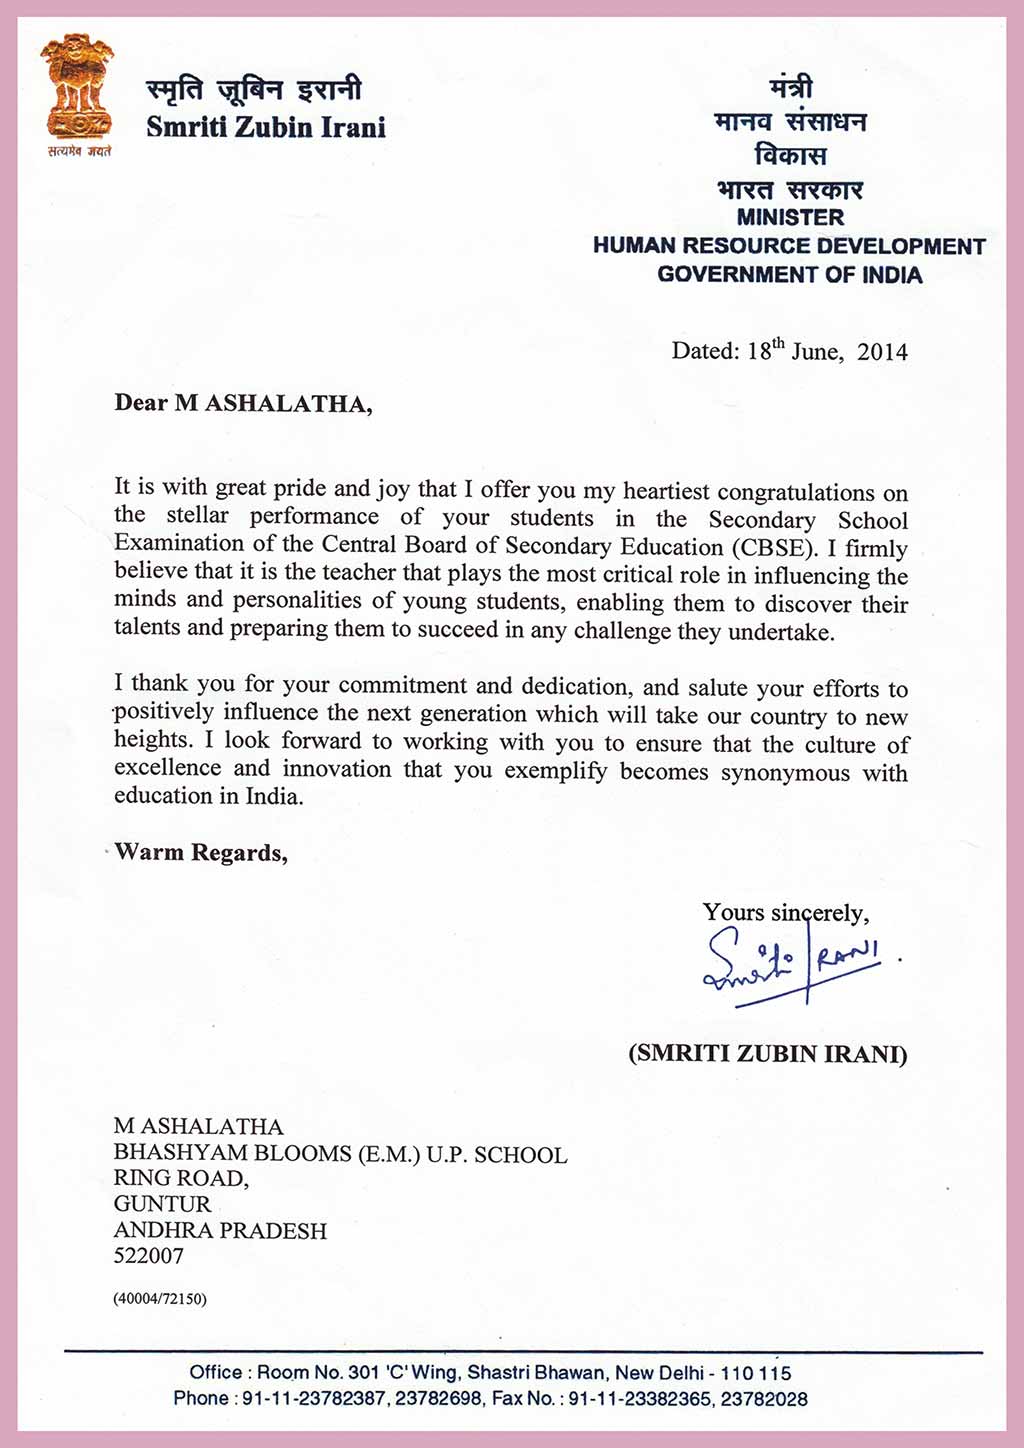 स्मृति ज़ूबिन इरानी
Smriti Zubin Irani
सत्यमेव जयते
मंत्री
मानव संसाधन
विकास
भारत सरकार
MINISTER
HUMAN RESOURCE DEVELOPMENT
GOVERNMENT OF INDIA
Dated: 18th June, 2014
Dear M ASHALATHA,
It is with great pride and joy that I offer you my heartiest congratulations on
the stellar performance of your students in the Secondary School
Examination of the Central Board of Secondary Education (CBSE). I firmly
believe that it is the teacher that plays the most critical role in influencing the
minds and personalities of young students, enabling them to discover their
talents and preparing them to succeed in any challenge they undertake.
I thank you for your commitment and dedication, and salute your efforts to
positively influence the next generation which will take our country to new
heights. I look forward to working with you to ensure that the culture of
excellence and innovation that you exemplify becomes synonymous with
education in India.
Warm Regards,
Yours sincerely,
Smriti IRANI
(SMRITI ZUBIN IRANI)
M ASHALATHA
BHASHYAM BLOOMS (E.M.) U.P. SCHOOL
RING ROAD,
GUNTUR
ANDHRA PRADESH
522007
(40004/72150)
Office : Room No. 301 'C' Wing, Shastri Bhawan, New Delhi - 110 115
Phone : 91-11-23782387, 23782698, Fax No. : 91-11-23382365, 23782028